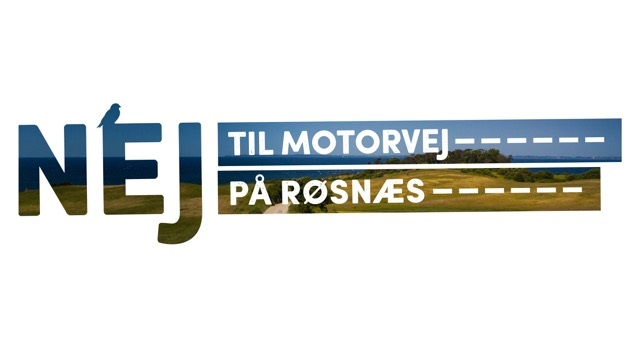 NEJ
TIL MOTORVEJ
PÅ RØSNÆS